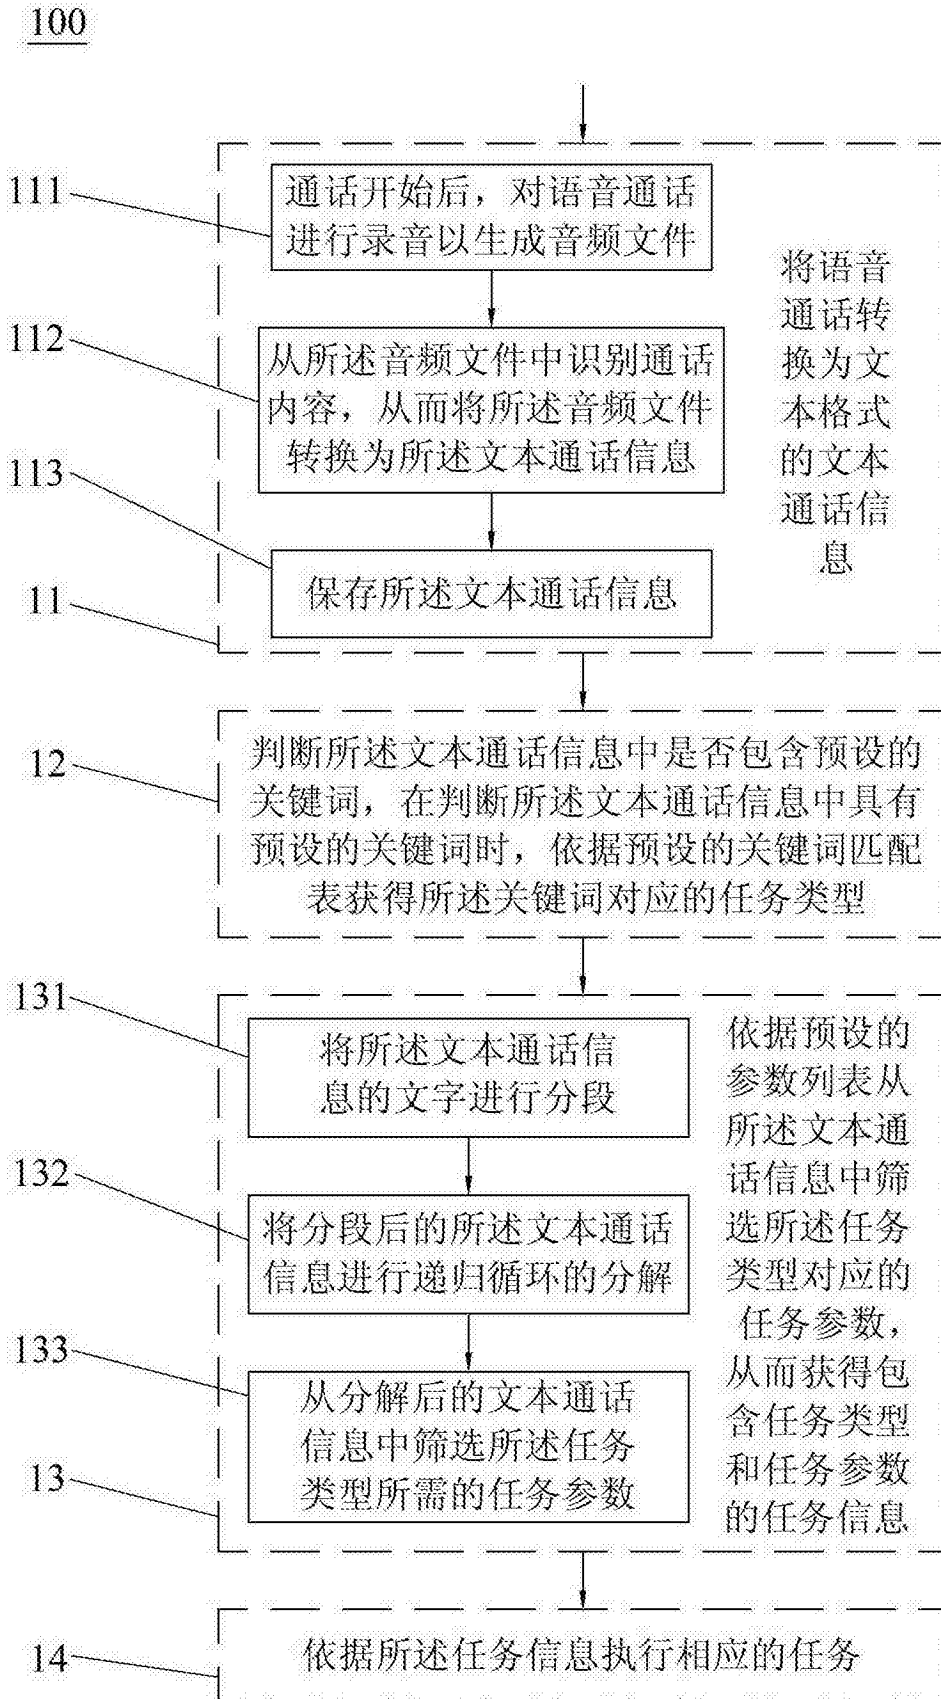 100
111
通话开始后，对语音通话
进行录音以生成音频文件
112
从所述音频文件中识别通话
内容，从而将所述音频文件
转换为所述文本通话信息
113
保存所述文本通话信息
11
将语音
通话转
换为文
本格式
的文本
通话信
息
12
判断所述文本通话信息中是否包含预设的
关键词，在判断所述文本通话信息中具有
预设的关键词时，依据预设的关键词匹配
表获得所述关键词对应的任务类型
131
将所述文本通话信
息的文字进行分段
132
将分段后的所述文本通话
信息进行递归循环的分解
133
从分解后的文本通话
信息中筛选所述任务
类型所需的任务参数
13
依据预设的
参数列表从
所述文本通
话信息中筛
选所述任务
类型对应的
任务参数，
从而获得包
含任务类型
和任务参数
的任务信息
14
依据所述任务信息执行相应的任务